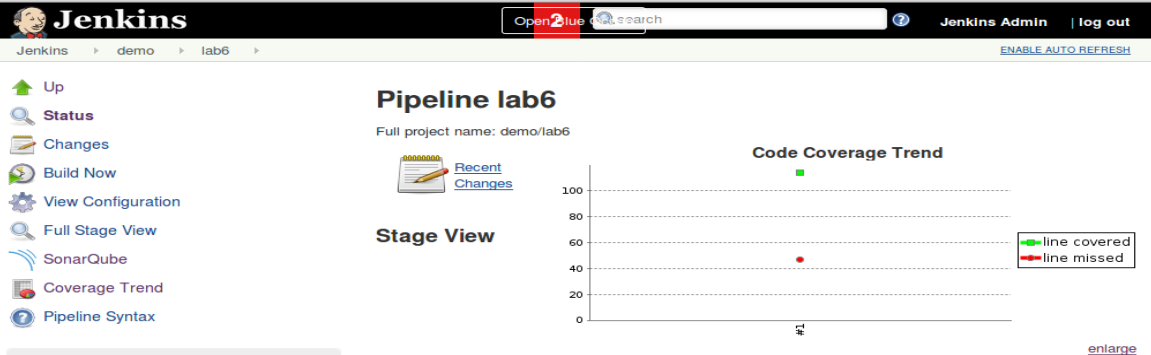 Jenkins
Open Blue
2
search
Jenkins Admin
| log out
Jenkins
demo
lab6
ENABLE AUTO REFRESH
Up
Status
Changes
Build Now
View Configuration
Full Stage View
SonarQube
Coverage Trend
Pipeline Syntax
Pipeline lab6
Full project name: demo/lab6
Recent
Changes
Stage View
Code Coverage Trend
100
80
60
40
20
0
#1
line covered
line missed
enlarge